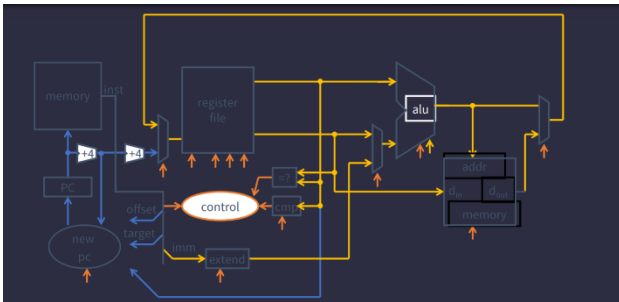 inst
memory
register
file
alu
+4
+4
addr
PC
=?
d_in
d_out
offset
control
cmp
memory
target
new
pc
imm
extend